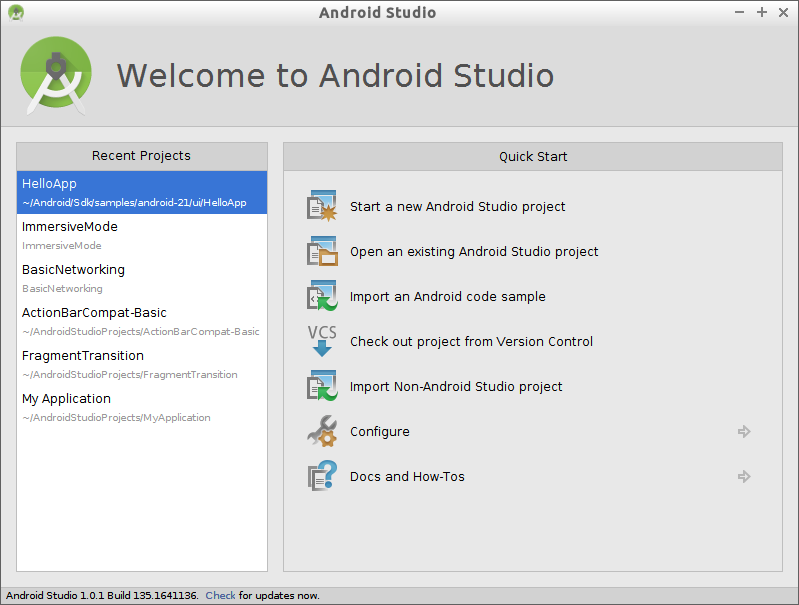 Android Studio
Welcome to Android Studio
Recent Projects
HelloApp
~/Android/Sdk/samples/android-21/ui/HelloApp
ImmersiveMode
ImmersiveMode
BasicNetworking
BasicNetworking
ActionBarCompat-Basic
~/AndroidStudioProjects/ActionBarCompat-Basic
FragmentTransition
~/AndroidStudioProjects/FragmentTransition
My Application
~/AndroidStudioProjects/MyApplication
Quick Start
Start a new Android Studio project
Open an existing Android Studio project
Import an Android code sample
VCS
Check out project from Version Control
Import Non-Android Studio project
Configure
Docs and How-Tos
Android Studio 1.0.1 Build 135.1641136. Check for updates now.